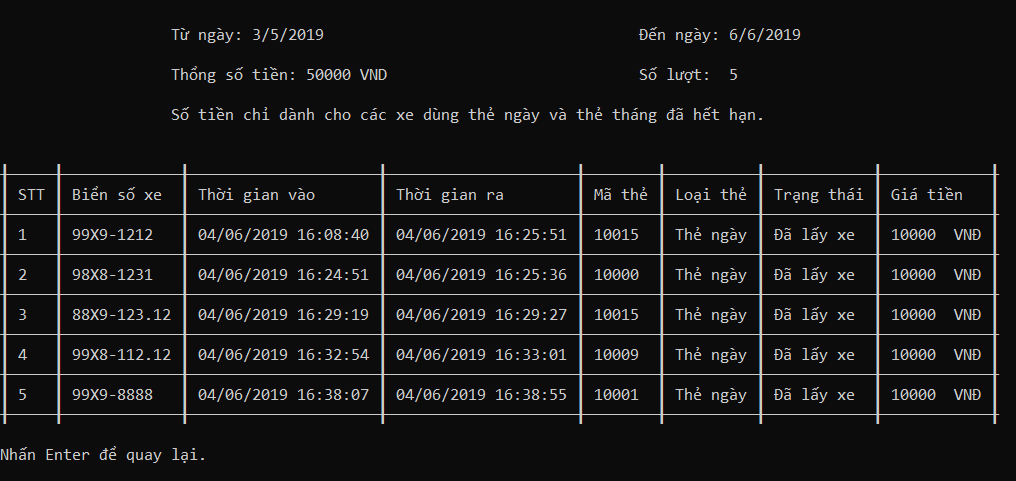 Từ ngày: 3/5/2019 Đến ngày: 6/6/2019
Thổng số tiền: 50000 VND Số lượt: 5
Số tiền chỉ dành cho các xe dùng thẻ ngày và thẻ tháng đã hết hạn.
STT Biển số xe Thời gian vào Thời gian ra Mã thẻ Loại thẻ Trạng thái Giá tiền
1 99X9-1212 04/06/2019 16:08:40 04/06/2019 16:25:51 10015 Thẻ ngày Đã lấy xe 10000 VNĐ
2 98X8-1231 04/06/2019 16:24:51 04/06/2019 16:25:36 10000 Thẻ ngày Đã lấy xe 10000 VNĐ
3 88X9-123.12 04/06/2019 16:29:19 04/06/2019 16:29:27 10015 Thẻ ngày Đã lấy xe 10000 VNĐ
4 99X8-112.12 04/06/2019 16:32:54 04/06/2019 16:33:01 10009 Thẻ ngày Đã lấy xe 10000 VNĐ
5 99X9-8888 04/06/2019 16:38:07 04/06/2019 16:38:55 10001 Thẻ ngày Đã lấy xe 10000 VNĐ
Nhấn Enter để quay lại.